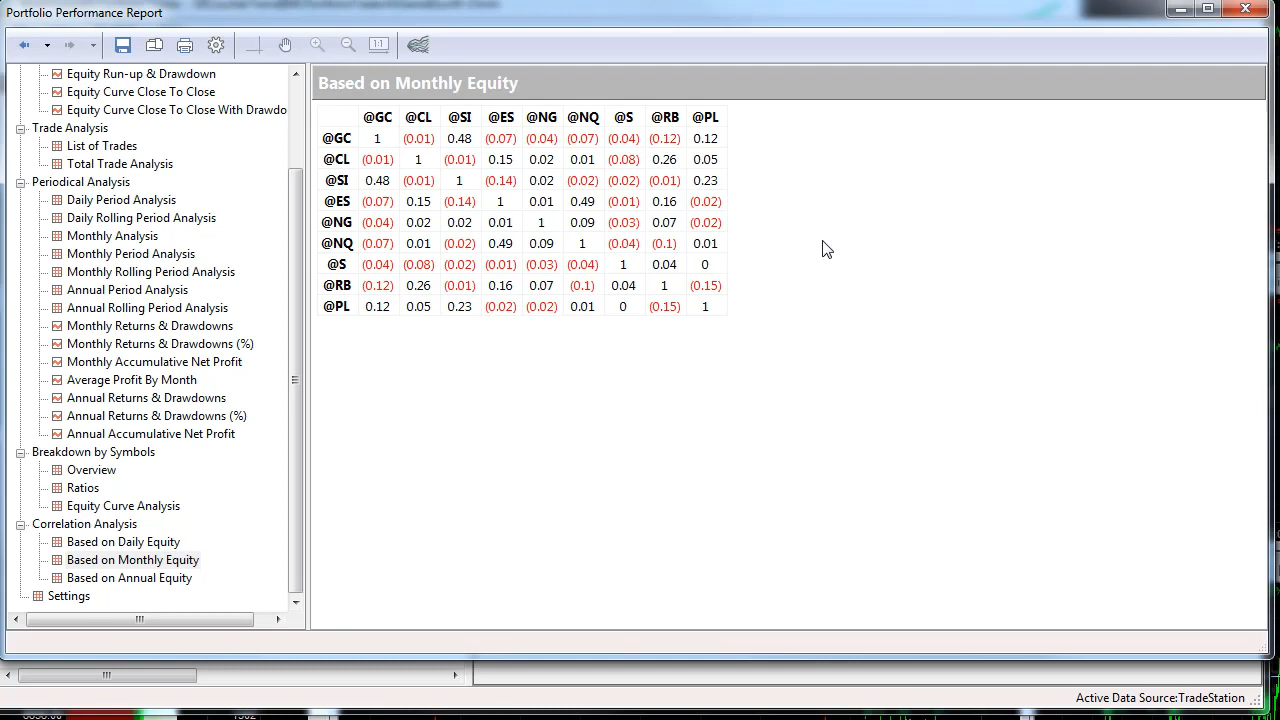 Portfolio Performance Report
1:1
Equity Run-up & Drawdown
Equity Curve Close To Close
Equity Curve Close To Close With Drawdo
Trade Analysis
List of Trades
Total Trade Analysis
Periodical Analysis
Daily Period Analysis
Daily Rolling Period Analysis
Monthly Analysis
Monthly Period Analysis
Monthly Rolling Period Analysis
Annual Period Analysis
Annual Rolling Period Analysis
Monthly Returns & Drawdowns
Monthly Returns & Drawdowns (%)
Monthly Accumulative Net Profit
Average Profit By Month
Annual Returns & Drawdowns
Annual Returns & Drawdowns (%)
Annual Accumulative Net Profit
Breakdown by Symbols
Overview
Ratios
Equity Curve Analysis
Correlation Analysis
Based on Daily Equity
Based on Monthly Equity
Based on Annual Equity
Settings
Based on Monthly Equity
@GC @CL @SI @ES @NG @NQ @S @RB @PL
@GC 1 (0.01) 0.48 (0.07) (0.04) (0.07) (0.04) (0.12) 0.12
@CL (0.01) 1 (0.01) 0.15 0.02 0.01 (0.08) 0.26 0.05
@SI 0.48 (0.01) 1 (0.14) 0.02 (0.02) (0.02) (0.01) 0.23
@ES (0.07) 0.15 (0.14) 1 0.01 0.49 (0.01) 0.16 (0.02)
@NG (0.04) 0.02 0.02 0.01 1 0.09 (0.03) 0.07 (0.02)
@NQ (0.07) 0.01 (0.02) 0.49 0.09 1 (0.04) (0.1) 0.01
@S (0.04) (0.08) (0.02) (0.01) (0.03) (0.04) 1 0.04 0
@RB (0.12) 0.26 (0.01) 0.16 0.07 (0.1) 0.04 1 (0.15)
@PL 0.12 0.05 0.23 (0.02) (0.02) 0.01 0 (0.15) 1
Active Data Source:TradeStation